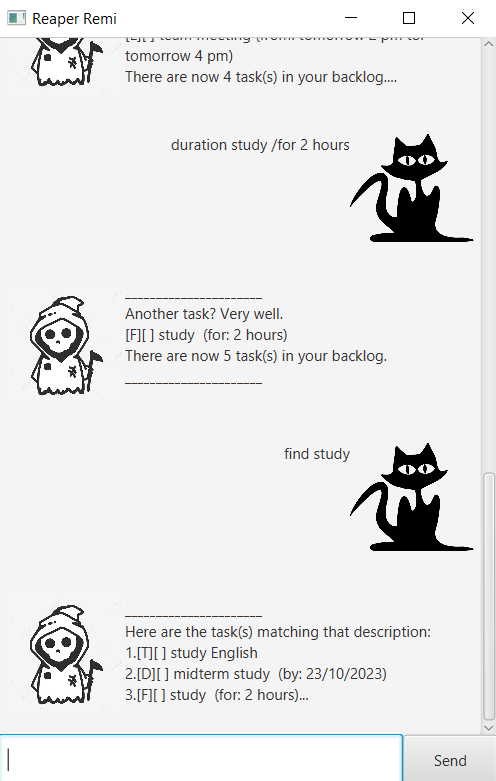 Reaper Remi
[E][ ] team meeting (from: tomorrow 2 pm to:
tomorrow 4 pm)
There are now 4 task(s) in your backlog....
duration study /for 2 hours
______________________
Another task? Very well.
[F][ ] study  (for: 2 hours)
There are now 5 task(s) in your backlog.
______________________
find study
______________________
Here are the task(s) matching that description:
1.[T][ ] study English
2.[D][ ] midterm study  (by: 23/10/2023)
3.[F][ ] study  (for: 2 hours)...
Send